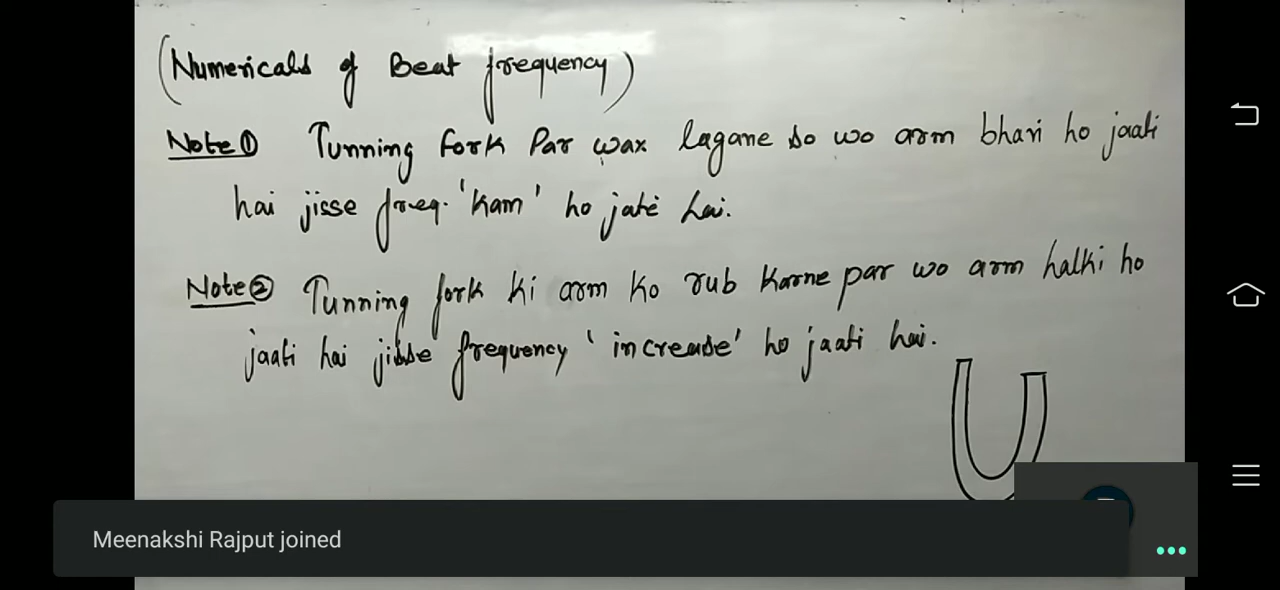 (Numericals of Beat frequency)
Note① Tunning fork Par wax lagane so wo arm bhari ho jaati
hai jisse freq. 'kam' ho jate hai.
Note② Tunning fork ki arm ko rub karne par wo arm halki ho
jaati hai jisse frequency 'increase' ho jaati hai.
Meenakshi Rajput joined